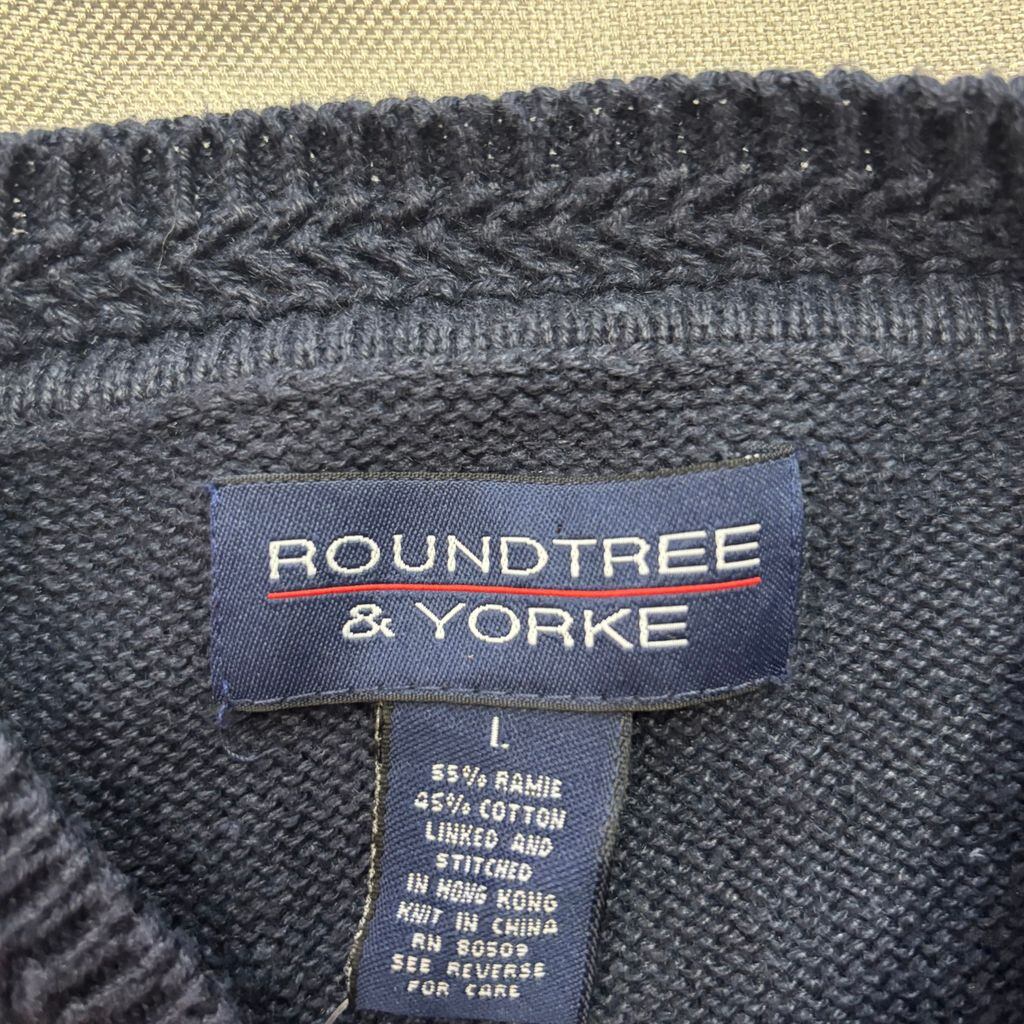 ROUNDTREE
& YORKE
L
55% RAMIE
45% COTTON
LINKED AND
STITCHED
IN HONG KONG
KNIT IN CHINA
RN 80509
SEE REVERSE
FOR CARE